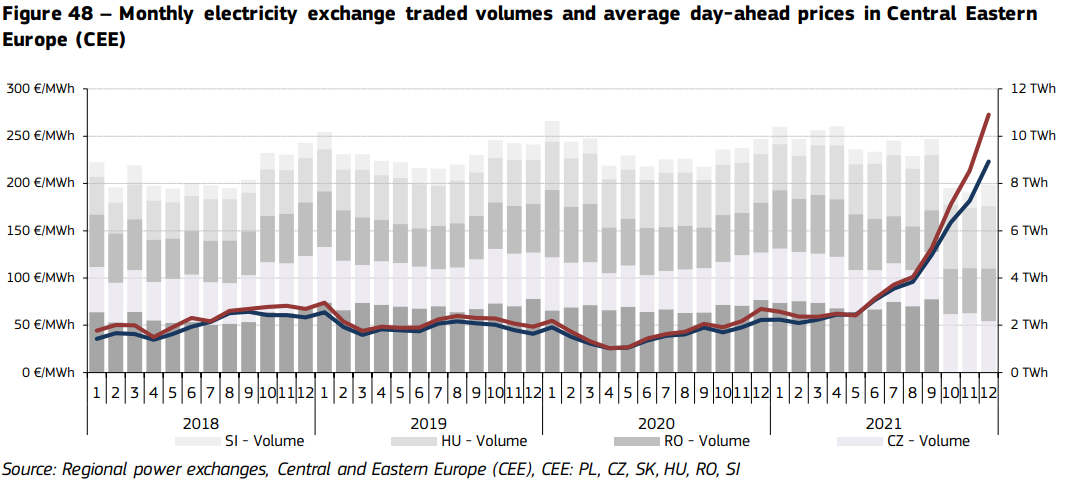 Figure 48 – Monthly electricity exchange traded volumes and average day-ahead prices in Central Eastern
Europe (CEE)
300 €/MWh
250 €/MWh
200 €/MWh
150 €/MWh
100 €/MWh
50 €/MWh
0 €/MWh
12 TWh
10 TWh
8 TWh
6 TWh
4 TWh
2 TWh
0 TWh
1 2 3 4 5 6 7 8 9 10 11 12 1 2 3 4 5 6 7 8 9 10 11 12 1 2 3 4 5 6 7 8 9 10 11 12 1 2 3 4 5 6 7 8 9 10 11 12
2018 2019 2020 2021
SI - Volume HU - Volume RO - Volume CZ - Volume
Source: Regional power exchanges, Central and Eastern Europe (CEE), CEE: PL, CZ, SK, HU, RO, SI